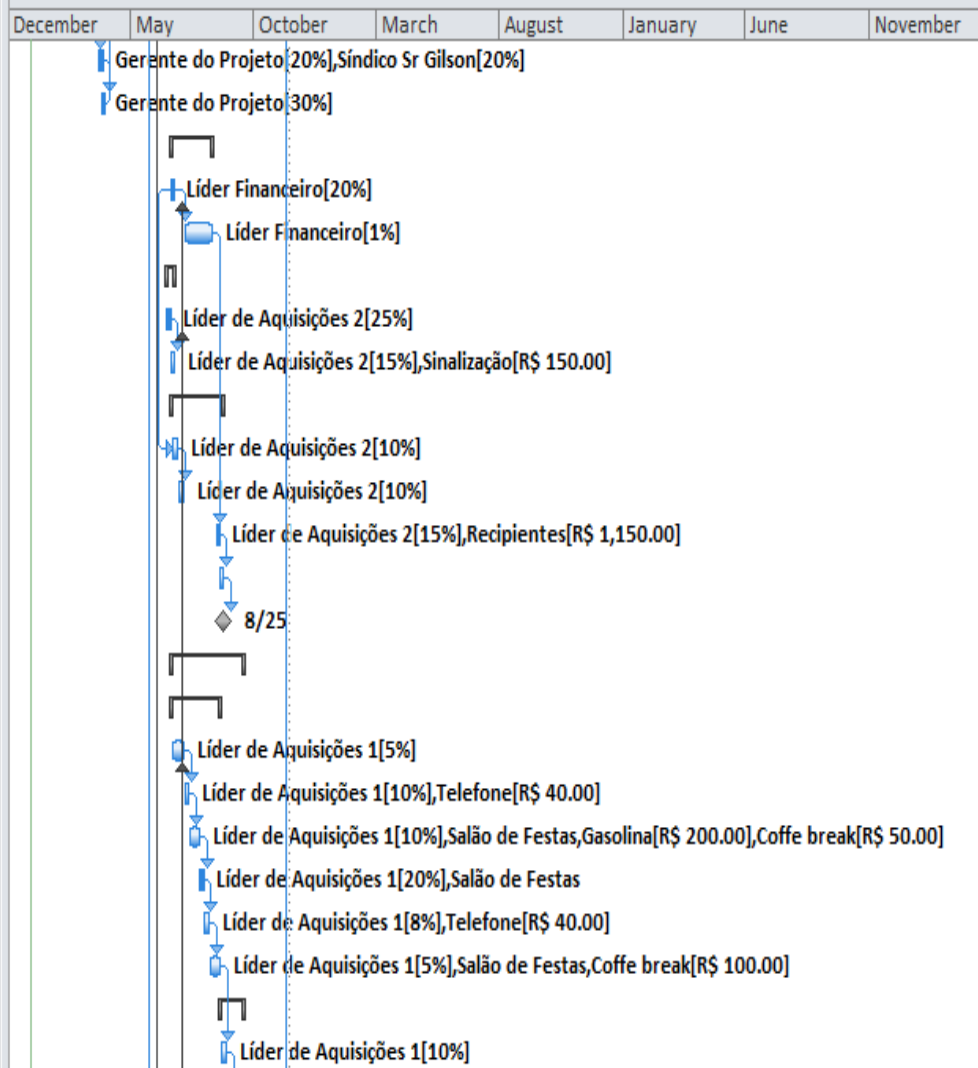 December May October March August January June November
Gerente do Projeto[20%],Síndico Sr Gilson[20%]
Gerente do Projeto[30%]
Líder Financeiro[20%]
Líder Financeiro[1%]
Líder de Aquisições 2[25%]
Líder de Aquisições 2[15%],Sinalização[R$ 150.00]
Líder de Aquisições 2[10%]
Líder de Aquisições 2[10%]
Líder de Aquisições 2[15%],Recipientes[R$ 1,150.00]
8/25
Líder de Aquisições 1[5%]
Líder de Aquisições 1[10%],Telefone[R$ 40.00]
Líder de Aquisições 1[10%],Salão de Festas,Gasolina[R$ 200.00],Coffe break[R$ 50.00]
Líder de Aquisições 1[20%],Salão de Festas
Líder de Aquisições 1[8%],Telefone[R$ 40.00]
Líder de Aquisições 1[5%],Salão de Festas,Coffe break[R$ 100.00]
Líder de Aquisições 1[10%]